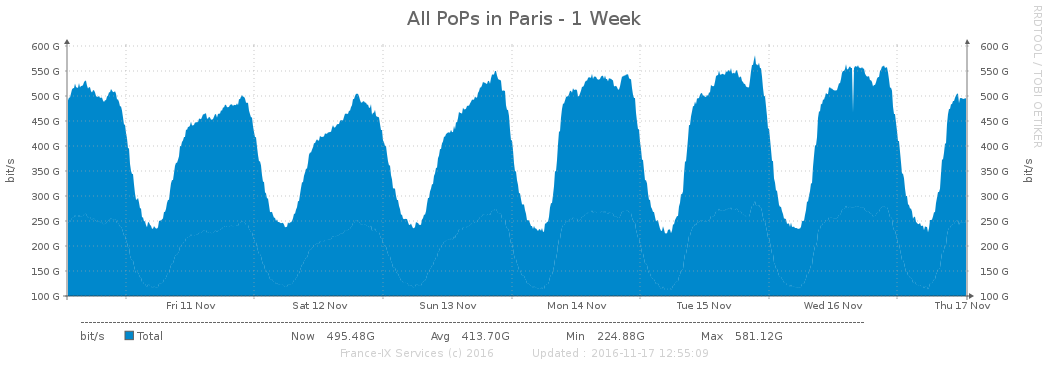 All PoPs in Paris - 1 Week
RRDTOOL / TOBI OETIKER
600 G 600 G
550 G 550 G
500 G 500 G
450 G 450 G
400 G 400 G
350 G 350 G
300 G 300 G
250 G 250 G
200 G 200 G
150 G 150 G
100 G 100 G
bit/s bit/s
Fri 11 Nov Sat 12 Nov Sun 13 Nov Mon 14 Nov Tue 15 Nov Wed 16 Nov Thu 17 Nov
bit/s Total Now 495.48G Avg 413.70G Min 224.88G Max 581.12G
France-IX Services (c) 2016 Updated : 2016-11-17 12:55:09